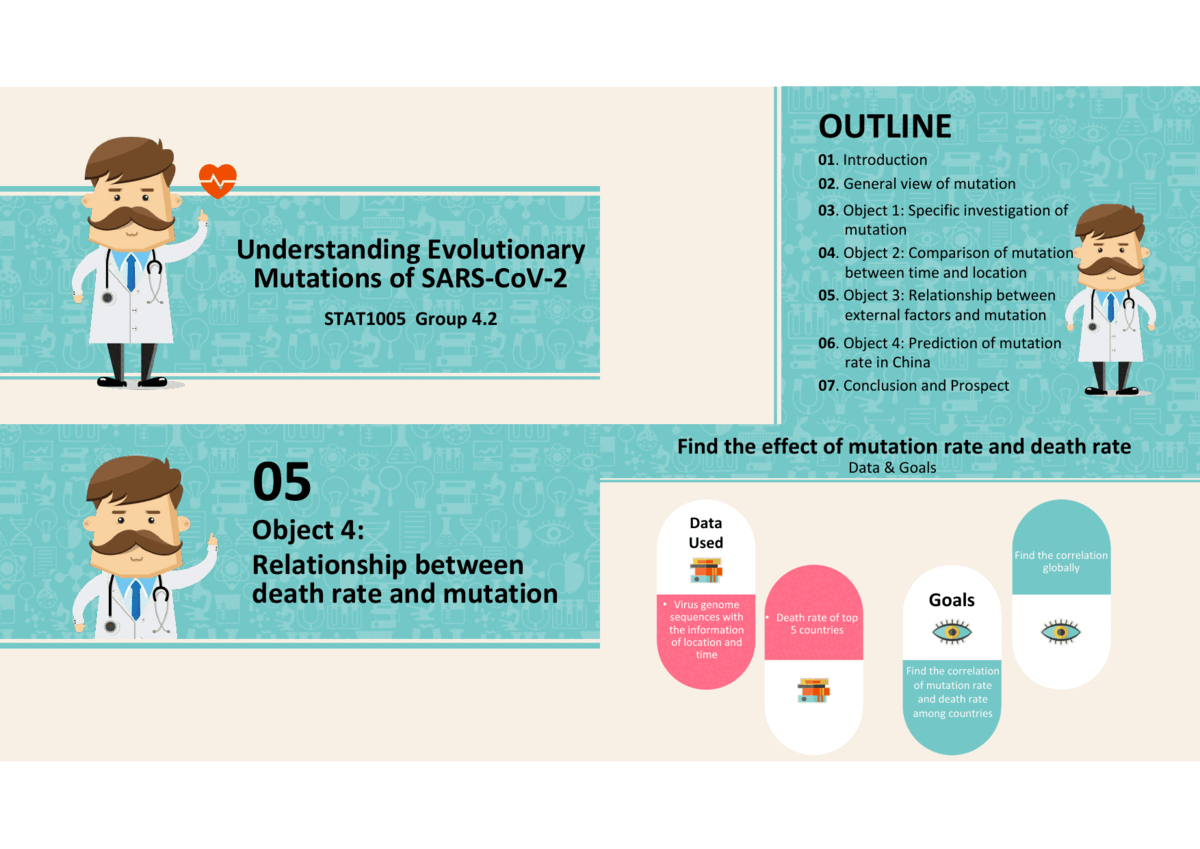 Understanding Evolutionary
Mutations of SARS-CoV-2
STAT1005 Group 4.2
OUTLINE
01. Introduction
02. General view of mutation
03. Object 1: Specific investigation of
mutation
04. Object 2: Comparison of mutation
between time and location
05. Object 3: Relationship between
external factors and mutation
06. Object 4: Prediction of mutation
rate in China
07. Conclusion and Prospect
05
Object 4:
Relationship between
death rate and mutation
Find the effect of mutation rate and death rate
Data & Goals
Data
Used
• Virus genome
sequences with
the information
of location and
time
• Death rate of top
5 countries
Goals
Find the correlation
of mutation rate
and death rate
among countries
Find the correlation
globally